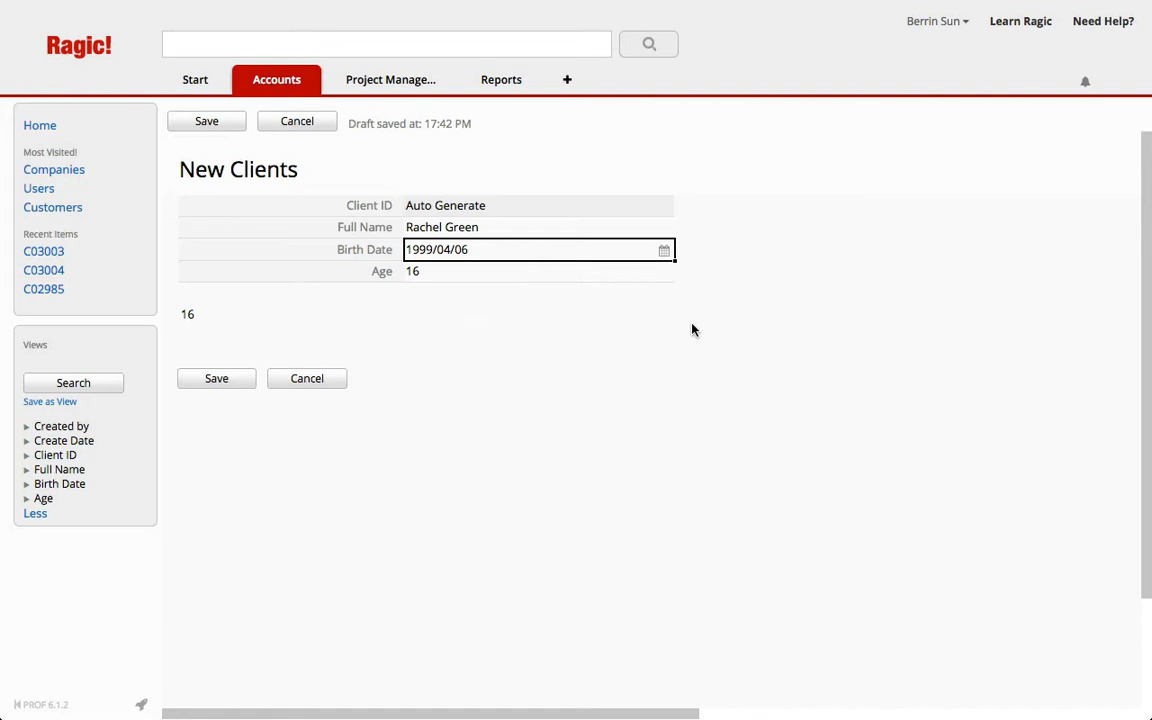 Berrin Sun Learn Ragic Need Help?
Ragic!
Start Accounts Project Manage... Reports +
Home
Most Visited!
Companies
Users
Customers
Recent Items
C03003
C03004
C02985
Views
Search
Save as View
Created by
Create Date
Client ID
Full Name
Birth Date
Age
Less
PROF 6.1.2
Save Cancel Draft saved at: 17:42 PM
New Clients
Client ID Auto Generate
Full Name Rachel Green
Birth Date 1999/04/06
Age 16
16
Save Cancel